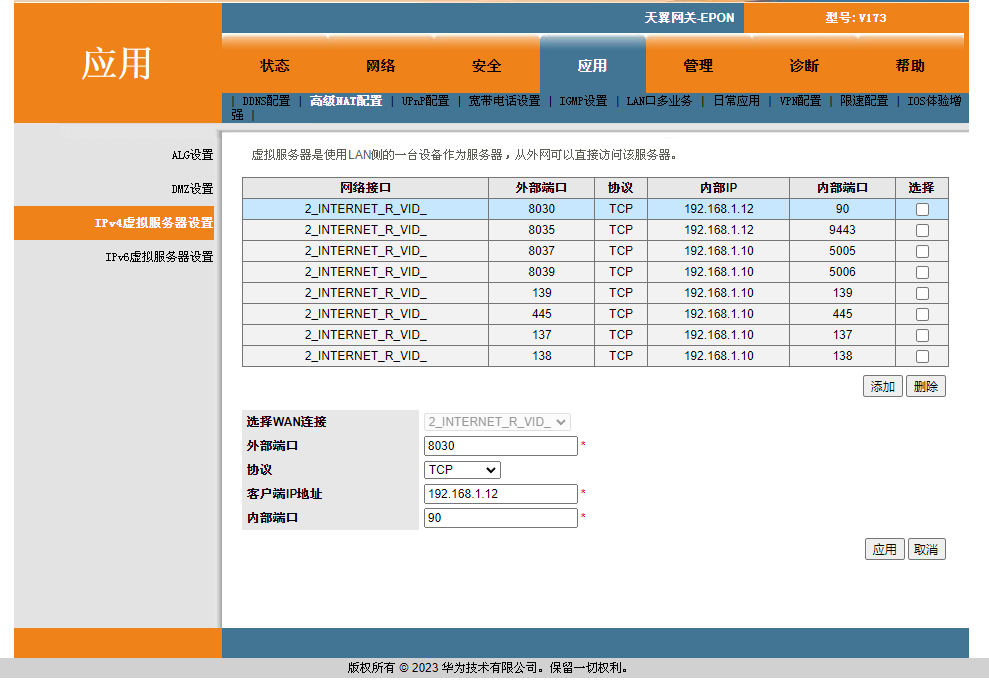 天翼网关-EPON 型号: V173
应用
状态 网络 安全 应用 管理 诊断 帮助
| DDNS配置 | 高级NAT配置 | UPnP配置 | 宽带电话设置 | IGMP设置 | LAN口多业务 | 日常应用 | VPN配置 | 限速配置 | IOS体验增
强 |
ALG设置
DMZ设置
IPv4虚拟服务器设置
IPv6虚拟服务器设置
虚拟服务器是使用LAN侧的一台设备作为服务器，从外网可以直接访问该服务器。
网络接口 外部端口 协议 内部IP 内部端口 选择
2_INTERNET_R_VID_ 8030 TCP 192.168.1.12 90
2_INTERNET_R_VID_ 8035 TCP 192.168.1.12 9443
2_INTERNET_R_VID_ 8037 TCP 192.168.1.10 5005
2_INTERNET_R_VID_ 8039 TCP 192.168.1.10 5006
2_INTERNET_R_VID_ 139 TCP 192.168.1.10 139
2_INTERNET_R_VID_ 445 TCP 192.168.1.10 445
2_INTERNET_R_VID_ 137 TCP 192.168.1.10 137
2_INTERNET_R_VID_ 138 TCP 192.168.1.10 138
添加 删除
选择WAN连接 2_INTERNET_R_VID_
外部端口 8030 *
协议 TCP
客户端IP地址 192.168.1.12 *
内部端口 90 *
应用 取消
版权所有 © 2023 华为技术有限公司。保留一切权利。